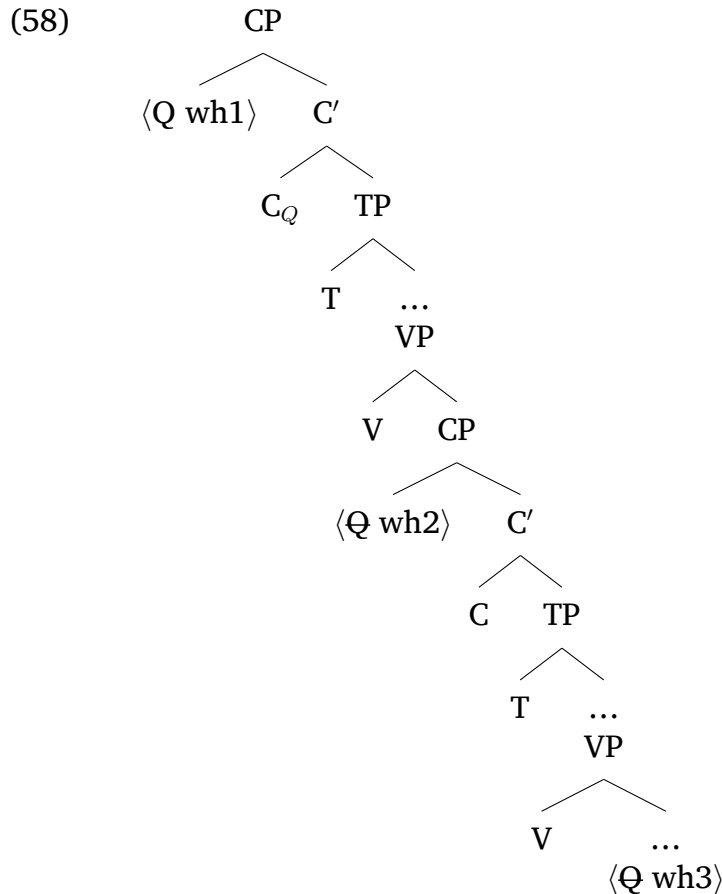 (58) CP
⟨Q wh1⟩ C′
C_Q TP
T …
VP
V CP
⟨Q̶ wh2⟩ C′
C TP
T …
VP
V …
⟨Q̶ wh3⟩